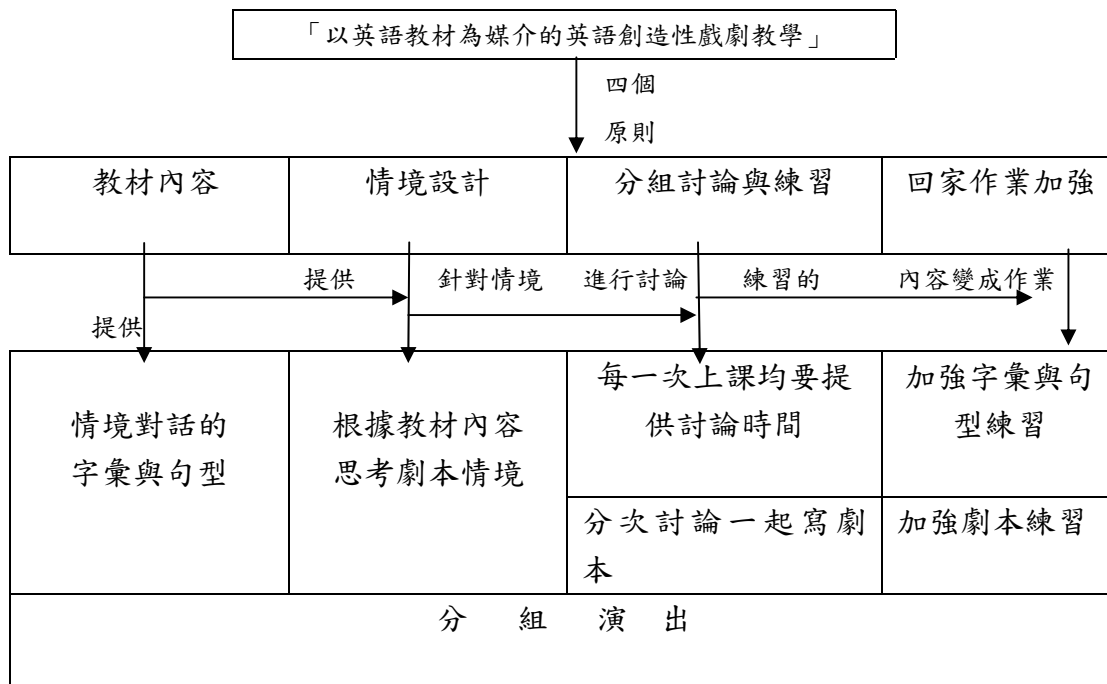 「以英語教材為媒介的英語創造性戲劇教學」
四個
原則
教材內容
情境設計
分組討論與練習
回家作業加強
提供
針對情境
進行討論
練習的
內容變成作業
提供
情境對話的
字彙與句型
根據教材內容
思考劇本情境
每一次上課均要提
供討論時間
加強字彙與句
型練習
分次討論一起寫劇
本
加強劇本練習
分 組 演 出